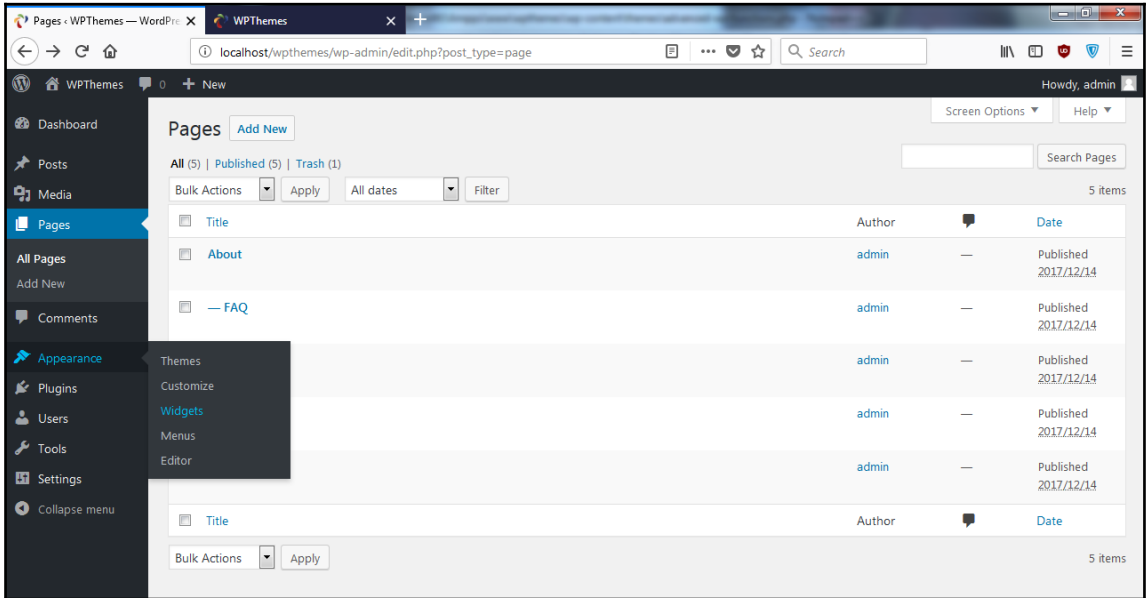 Pages ‹ WPThemes — WordPre
WPThemes
localhost/wpthemes/wp-admin/edit.php?post_type=page
Search
WPThemes 0 + New
Howdy, admin
Screen Options ▼ Help ▼
Dashboard
Posts
Media
Pages
All Pages
Add New
Comments
Appearance
Plugins
Users
Tools
Settings
Collapse menu
Themes
Customize
Widgets
Menus
Editor
Pages Add New
All (5) | Published (5) | Trash (1)
Search Pages
Bulk Actions Apply All dates Filter
5 items
Title Author Date
About admin — Published
2017/12/14
— FAQ admin — Published
2017/12/14
admin — Published
2017/12/14
admin — Published
2017/12/14
admin — Published
2017/12/14
Title Author Date
Bulk Actions Apply
5 items